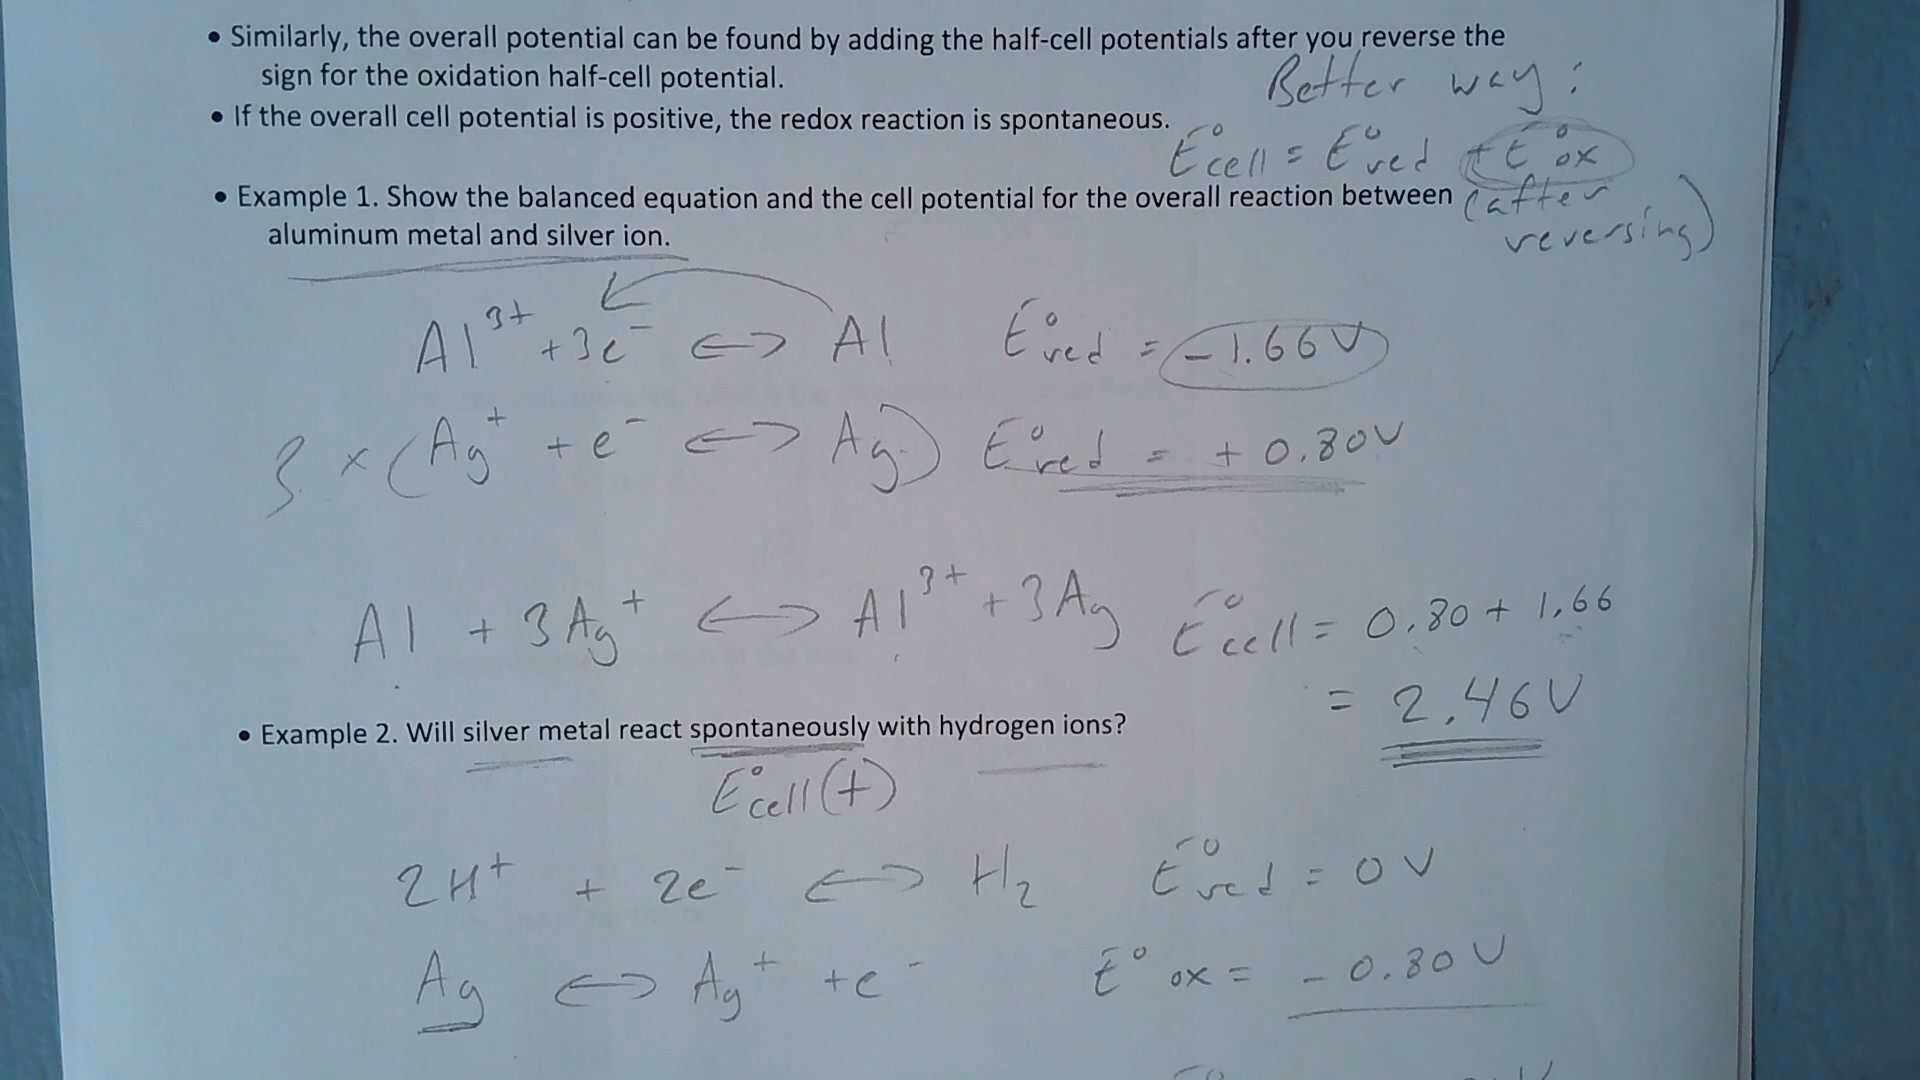 • Similarly, the overall potential can be found by adding the half-cell potentials after you reverse the
sign for the oxidation half-cell potential.
Better way:
• If the overall cell potential is positive, the redox reaction is spontaneous.
E°cell = E°red + E°ox
(after
reversing)
• Example 1. Show the balanced equation and the cell potential for the overall reaction between
aluminum metal and silver ion.
Al³⁺ + 3e⁻ ↔ Al E°red = -1.66V
3 × (Ag⁺ + e⁻ ↔ Ag) E°red = +0.80V
Al + 3Ag⁺ ↔ Al³⁺ + 3Ag E°cell = 0.80 + 1.66
= 2.46V
• Example 2. Will silver metal react spontaneously with hydrogen ions?
E°cell(+)
2H⁺ + 2e⁻ ↔ H₂ E°red = 0V
Ag ↔ Ag⁺ + e⁻ E°ox = -0.80V